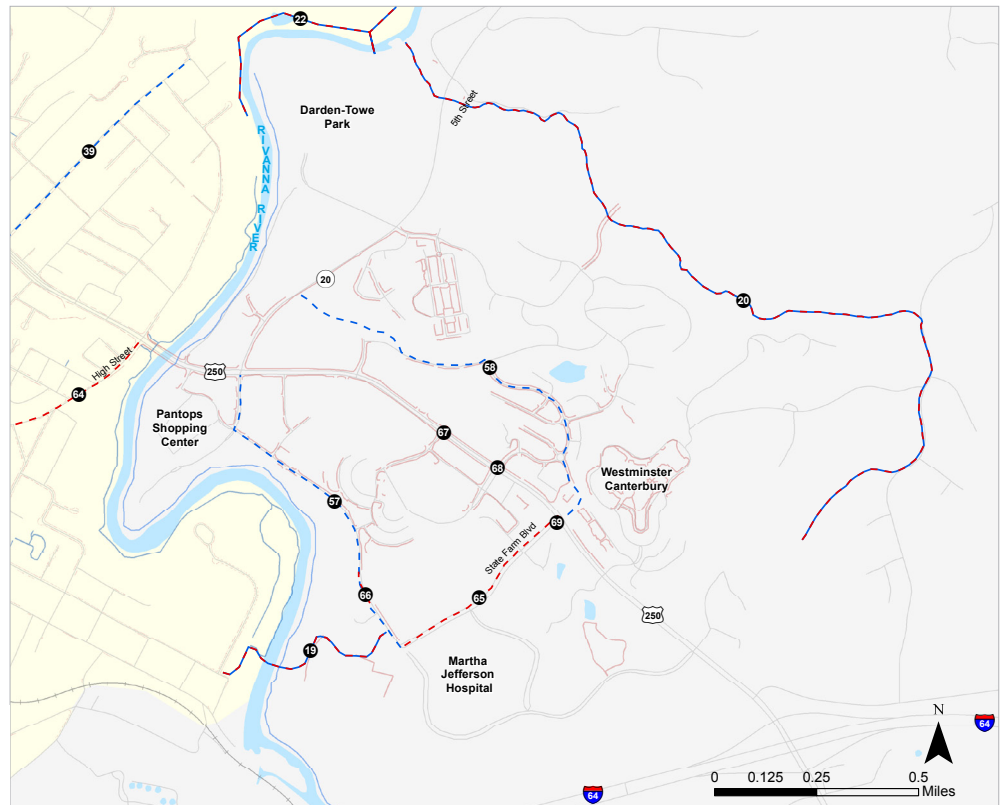 22
Darden-Towe
Park
5th Street
39
RIVANNA RIVER
20
20
High Street
64
250
58
Pantops
Shopping
Center
67
68
Westminster
Canterbury
57
69
State Farm Blvd
66
65
250
19
Martha
Jefferson
Hospital
N
64
64
0 0.125 0.25 0.5
Miles